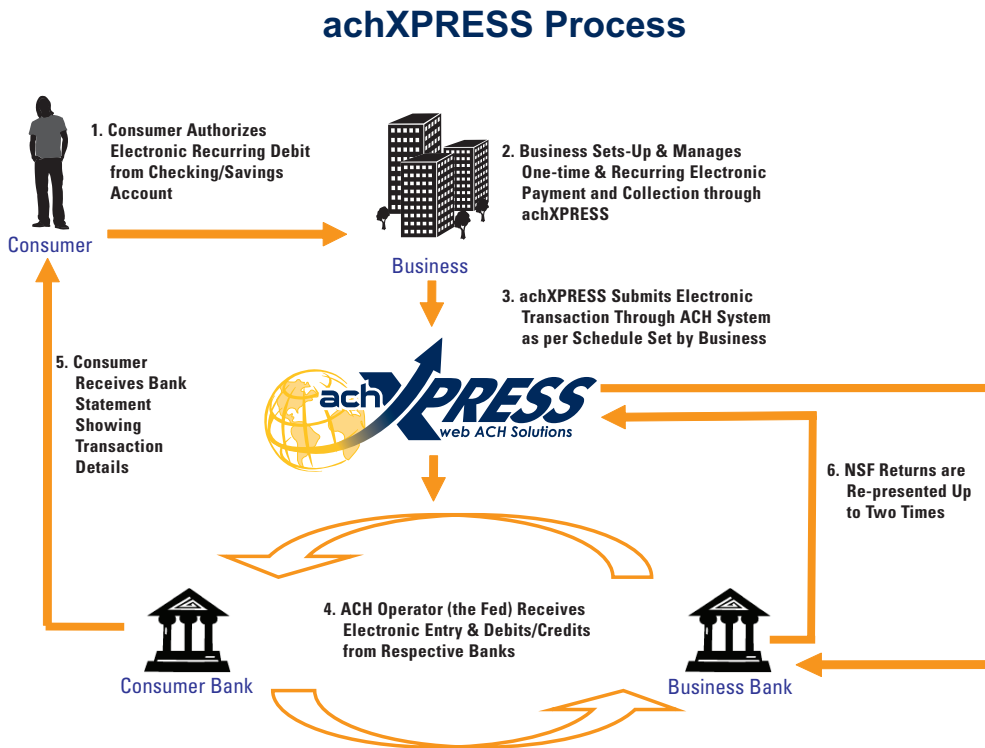 achXPRESS Process
1. Consumer Authorizes
Electronic Recurring Debit
from Checking/Savings
Account
2. Business Sets-Up & Manages
One-time & Recurring Electronic
Payment and Collection through
achXPRESS
Consumer
Business
3. achXPRESS Submits Electronic
Transaction Through ACH System
as per Schedule Set by Business
5. Consumer
Receives Bank
Statement
Showing
Transaction
Details
achXPRESS
web ACH Solutions
6. NSF Returns are
Re-presented Up
to Two Times
4. ACH Operator (the Fed) Receives
Electronic Entry & Debits/Credits
from Respective Banks
Consumer Bank
Business Bank